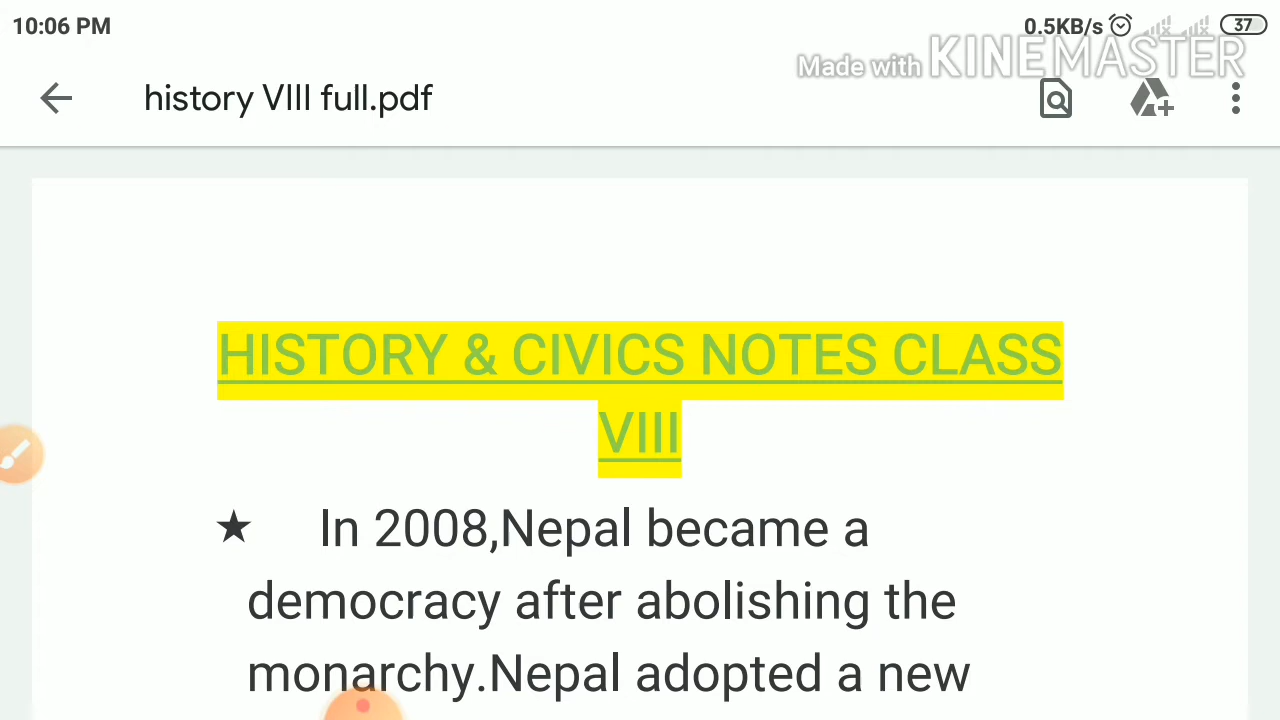 10:06 PM
0.5KB/s
37
Made with KINEMASTER
history VIII full.pdf
HISTORY & CIVICS NOTES CLASS
VIII
★ In 2008,Nepal became a
democracy after abolishing the
monarchy.Nepal adopted a new